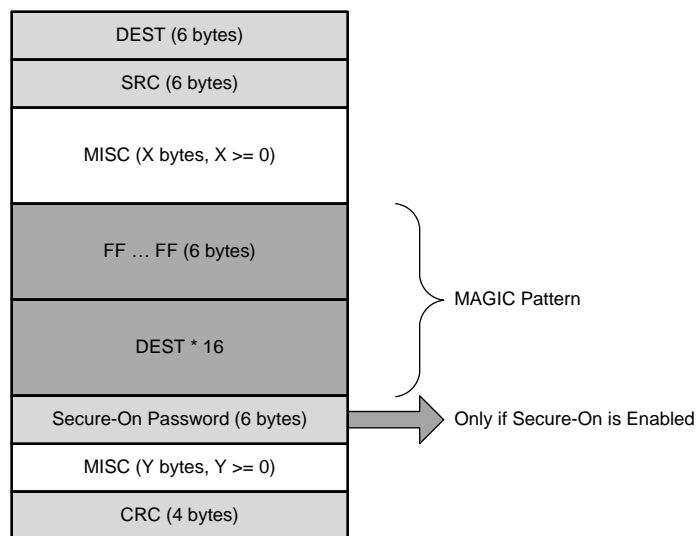 DEST (6 bytes)
SRC (6 bytes)
MISC (X bytes, X >= 0)
FF … FF (6 bytes)
MAGIC Pattern
DEST * 16
Secure-On Password (6 bytes)
Only if Secure-On is Enabled
MISC (Y bytes, Y >= 0)
CRC (4 bytes)